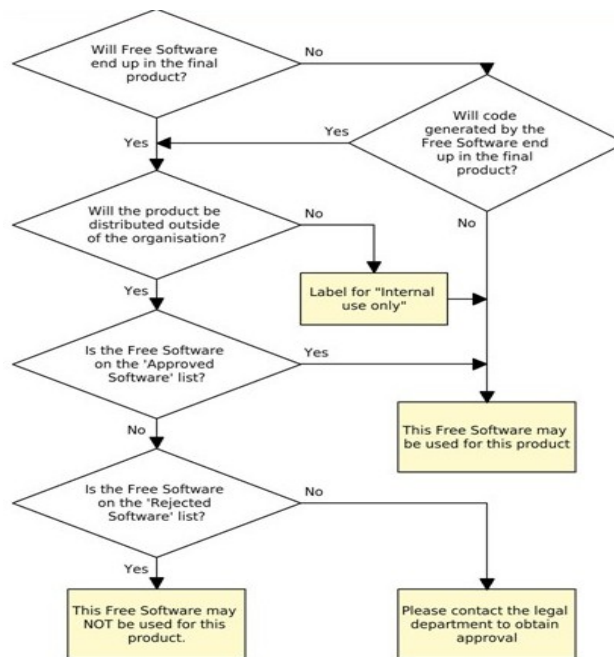 Will Free Software
end up in the final
product?
No
Will code
generated by the
Free Software end
up in the final
product?
Yes
Yes
Will the product be
distributed outside
of the organisation?
No
No
Label for "Internal
use only"
Yes
Is the Free Software
on the 'Approved
Software' list?
Yes
This Free Software may
be used for this product
No
Is the Free Software
on the 'Rejected
Software' list?
No
Yes
This Free Software may
NOT be used for this
product.
Please contact the legal
department to obtain
approval